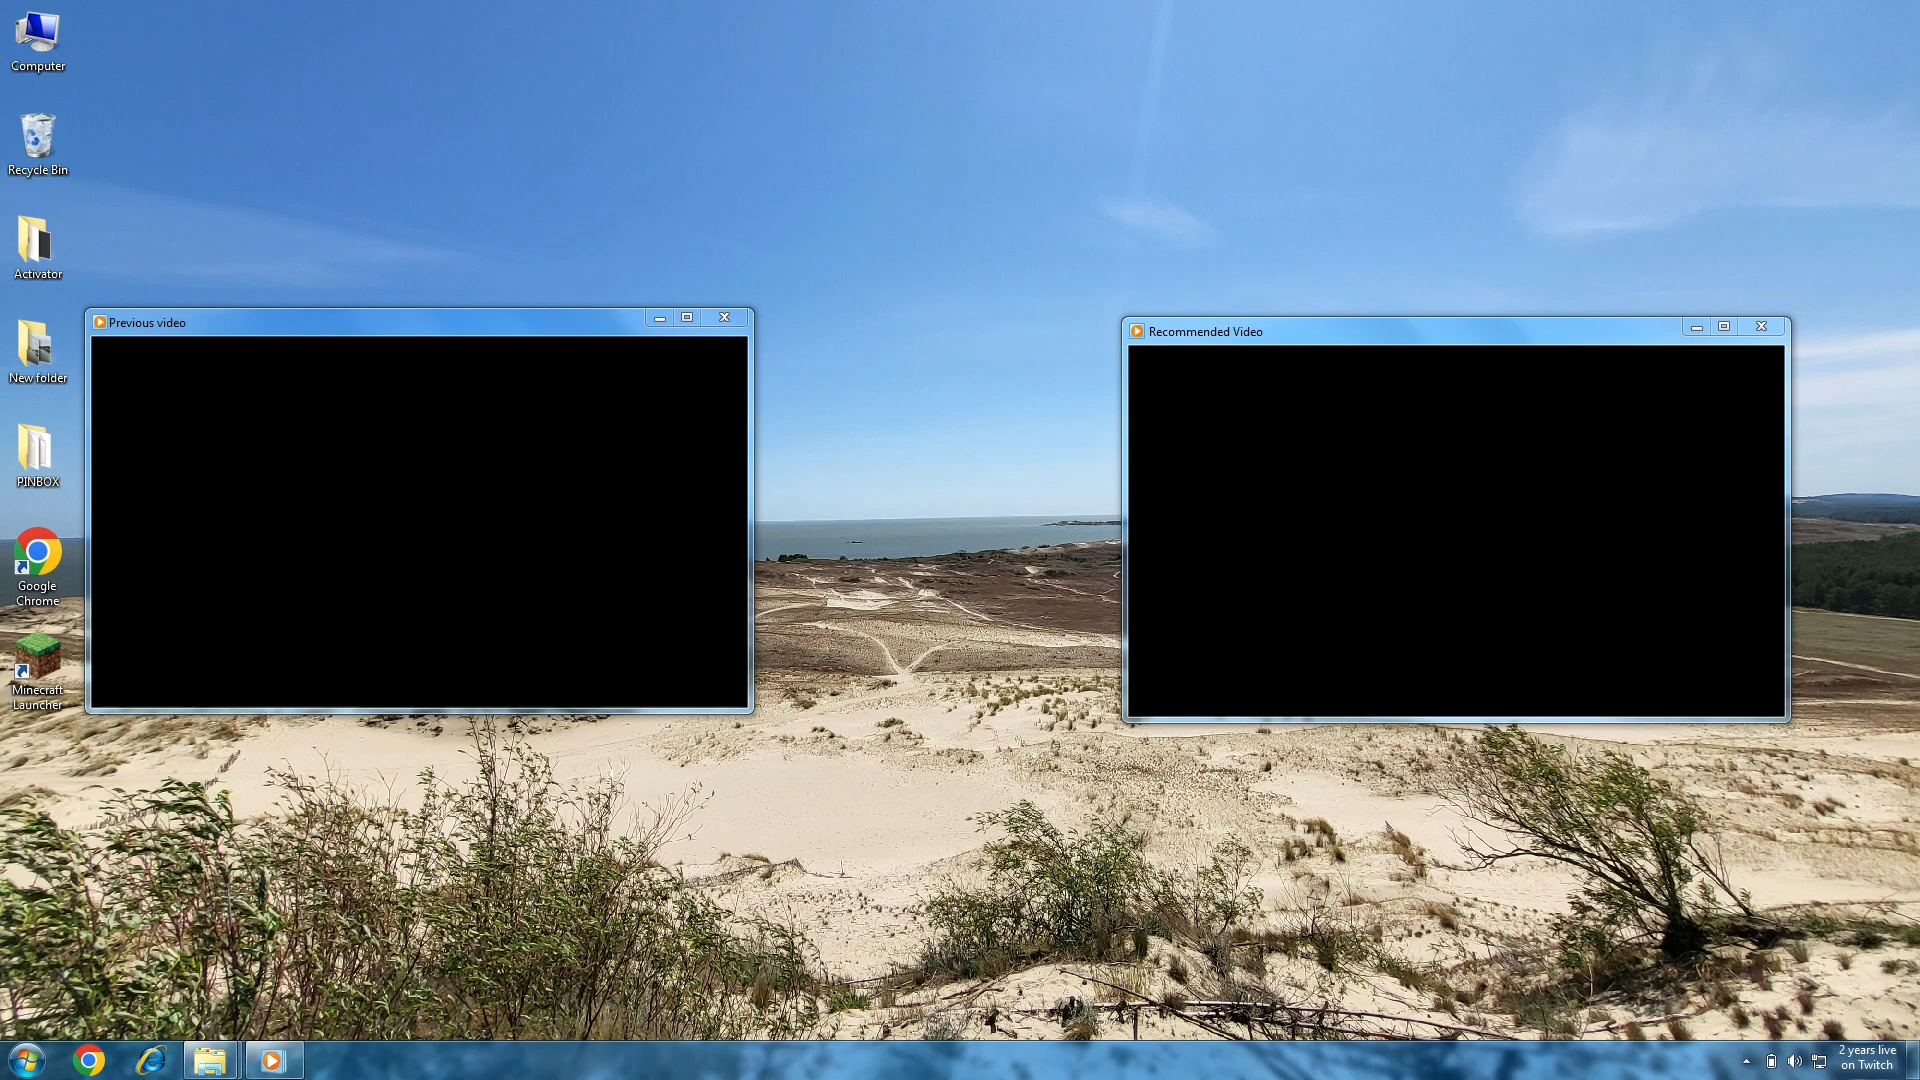 Computer
Recycle Bin
Activator
New folder
PINBOX
Google
Chrome
Minecraft
Launcher
Previous video
Recommended Video
2 years live
on Twitch